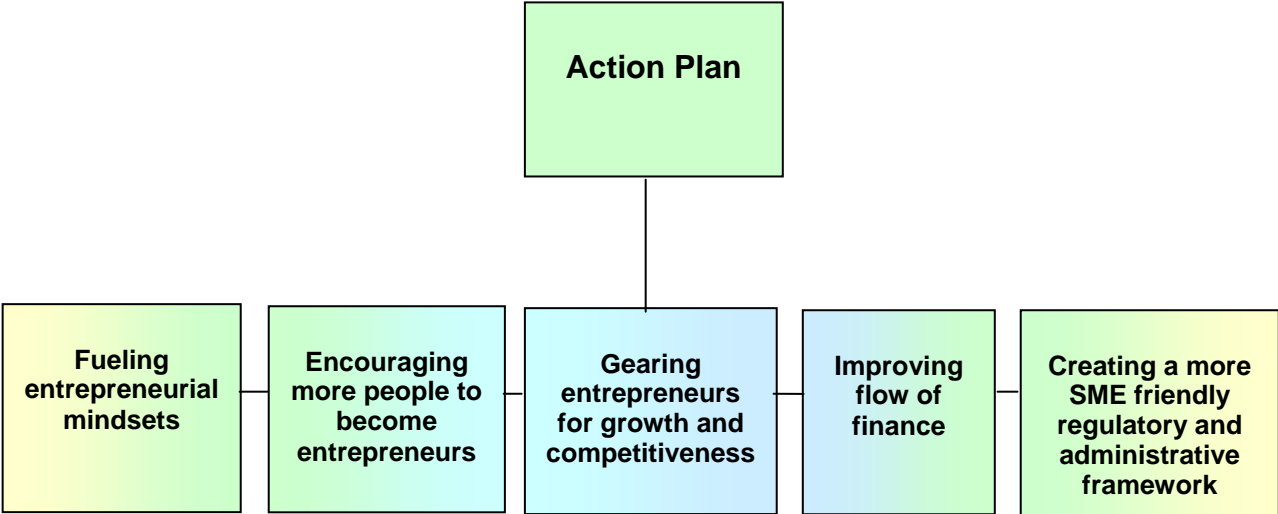 Action Plan
Fueling
entrepreneurial
mindsets
Encouraging
more people to
become
entrepreneurs
Gearing
entrepreneurs
for growth and
competitiveness
Improving
flow of
finance
Creating a more
SME friendly
regulatory and
administrative
framework